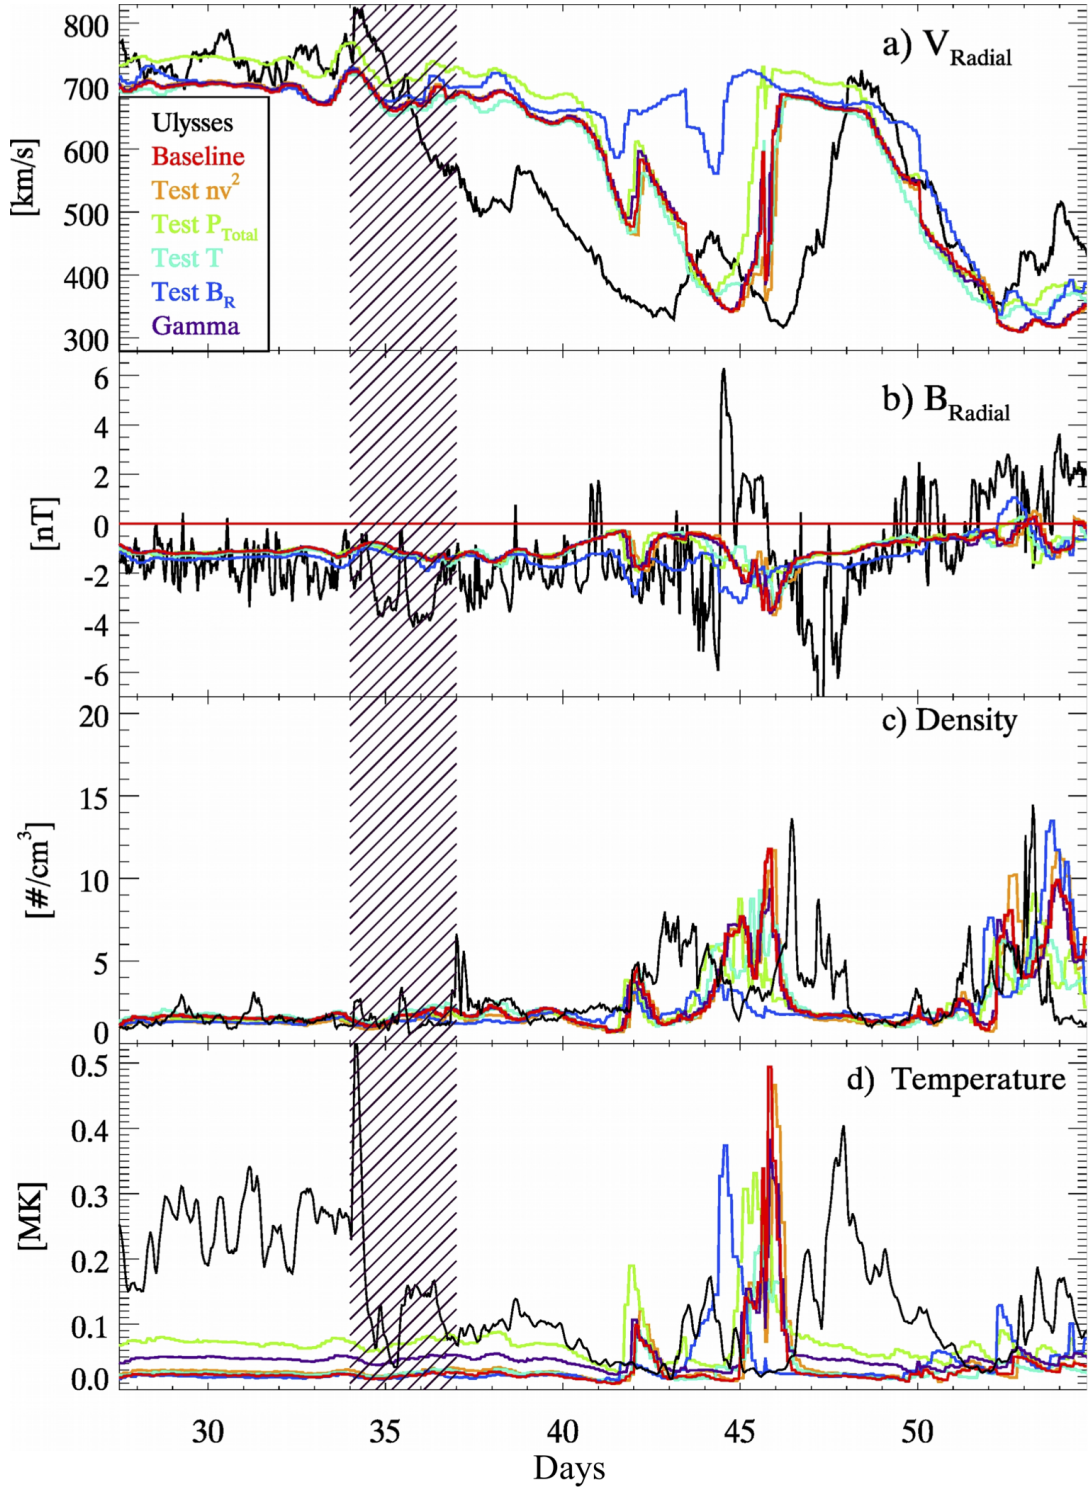 800
700
600
500
400
300
[km/s]
a) V_Radial
Ulysses
Baseline
Test nv²
Test P_Total
Test T
Test B_R
Gamma
6
4
2
0
-2
-4
-6
[nT]
b) B_Radial
20
15
10
5
0
[#/cm³]
c) Density
0.5
0.4
0.3
0.2
0.1
0.0
[MK]
d) Temperature
30 35 40 45 50
Days